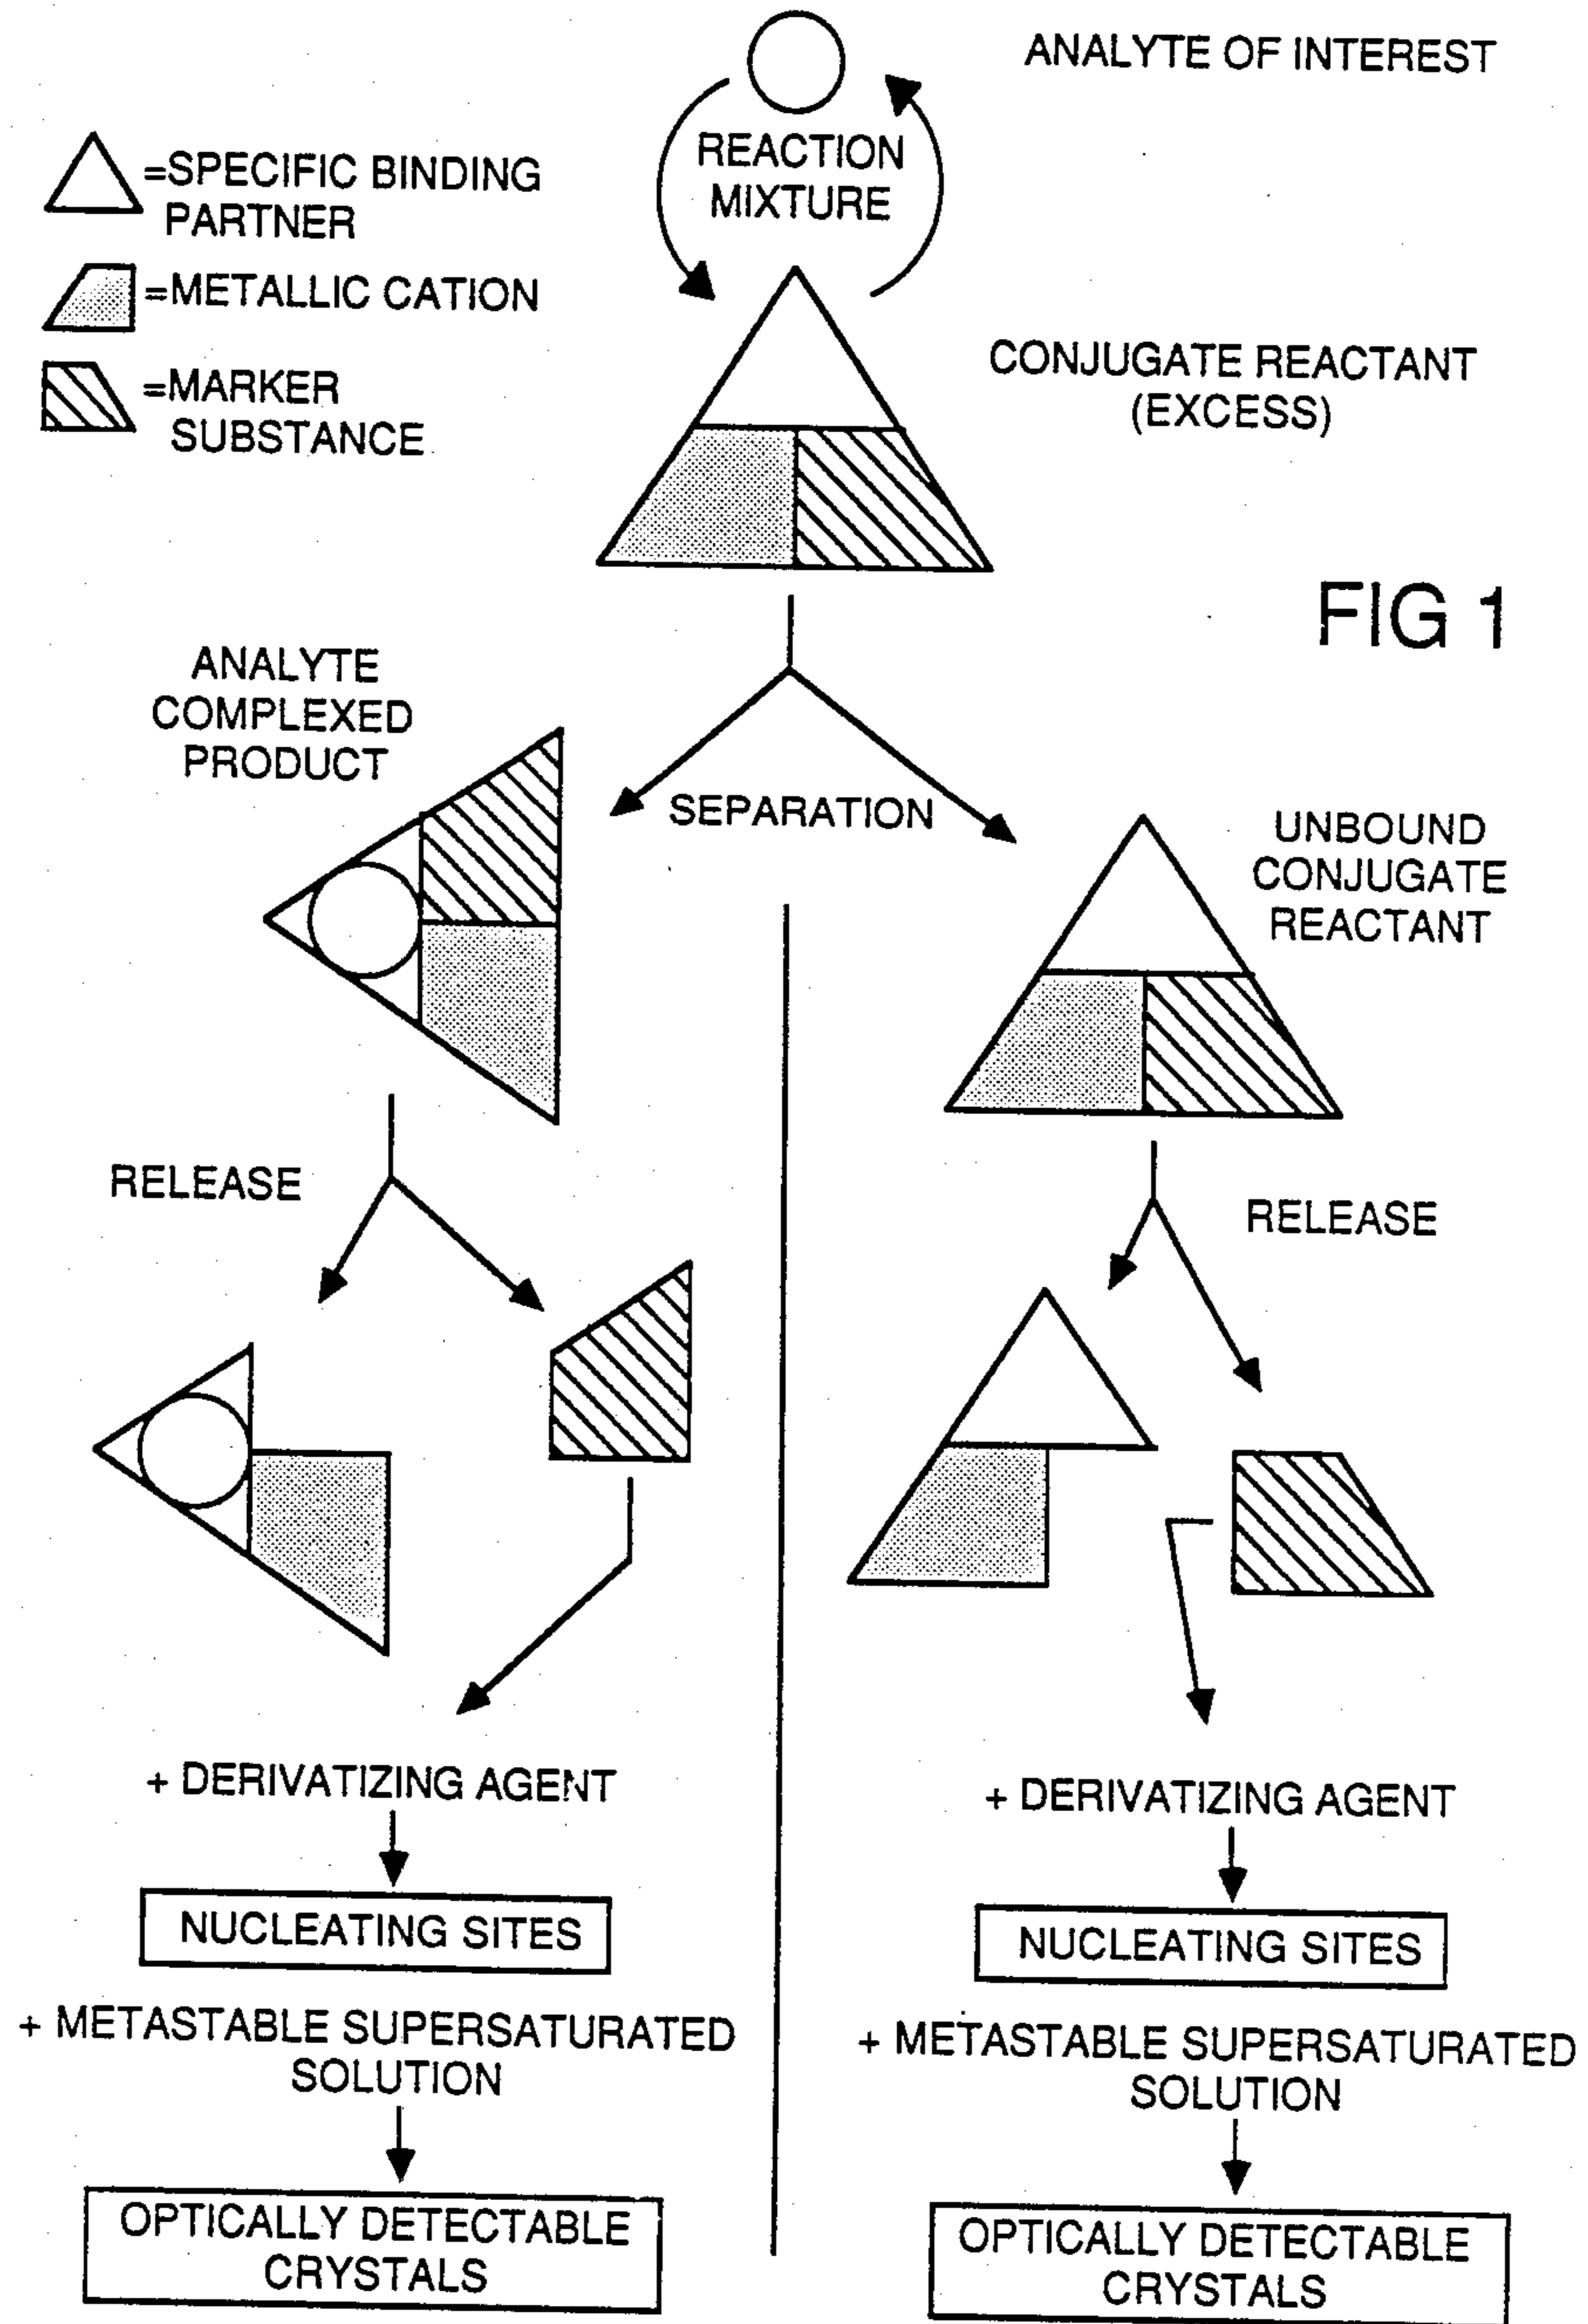 ANALYTE OF INTEREST
REACTION
MIXTURE
=SPECIFIC BINDING
PARTNER
=METALLIC CATION
=MARKER
SUBSTANCE
CONJUGATE REACTANT
(EXCESS)
FIG 1
ANALYTE
COMPLEXED
PRODUCT
SEPARATION
UNBOUND
CONJUGATE
REACTANT
RELEASE
RELEASE
+ DERIVATIZING AGENT
NUCLEATING SITES
+ METASTABLE SUPERSATURATED
SOLUTION
OPTICALLY DETECTABLE
CRYSTALS
+ DERIVATIZING AGENT
NUCLEATING SITES
+ METASTABLE SUPERSATURATED
SOLUTION
OPTICALLY DETECTABLE
CRYSTALS